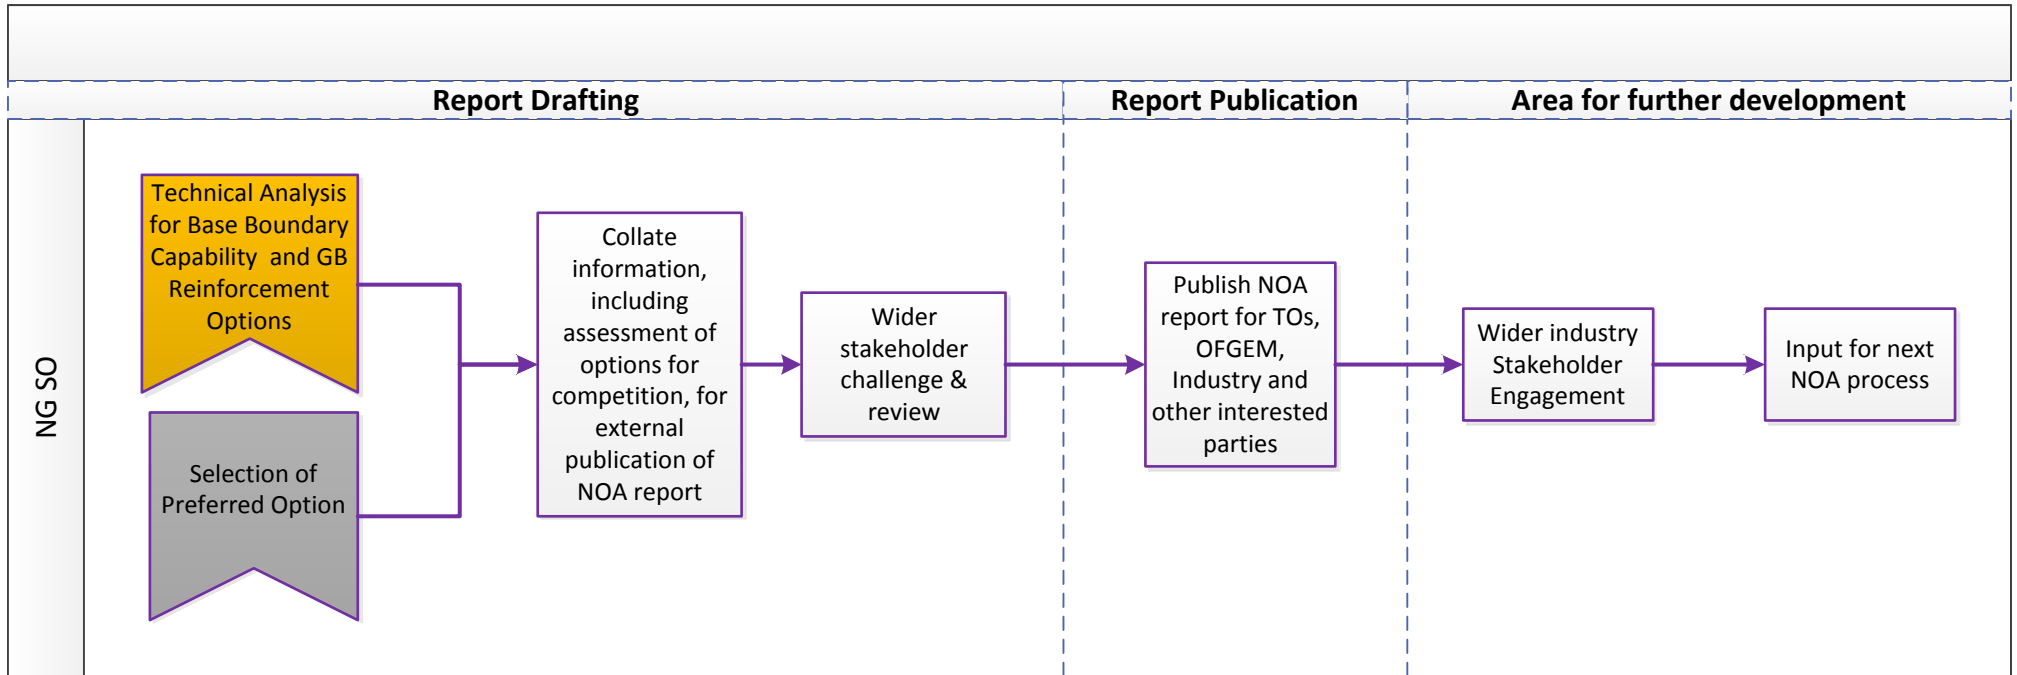 Report Drafting
Report Publication
Area for further development
NG SO
Technical Analysis
for Base Boundary
Capability and GB
Reinforcement
Options
Selection of
Preferred Option
Collate
information,
including
assessment of
options for
competition, for
external
publication of
NOA report
Wider
stakeholder
challenge &
review
Publish NOA
report for TOs,
OFGEM,
Industry and
other interested
parties
Wider industry
Stakeholder
Engagement
Input for next
NOA process